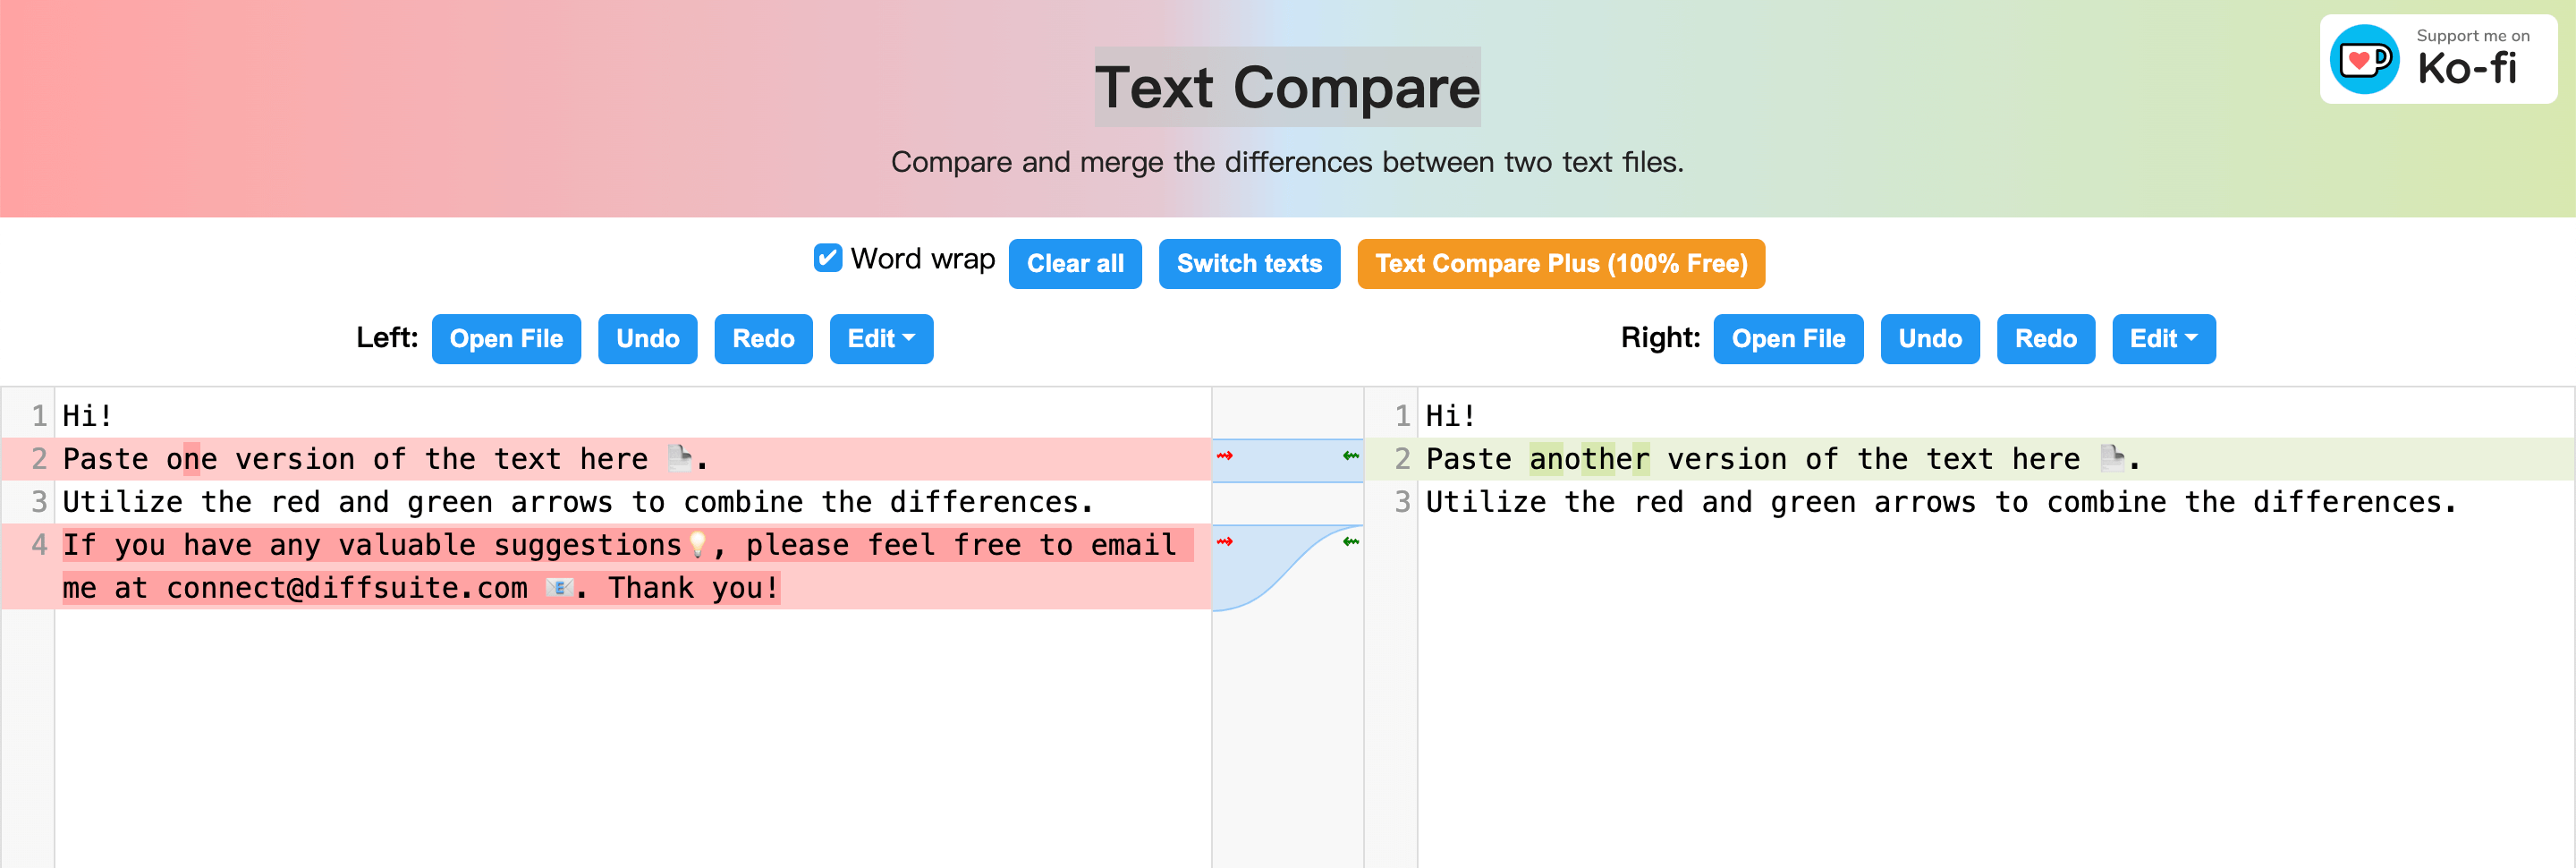 Support me on
Ko-fi
Text Compare
Compare and merge the differences between two text files.
Word wrap Clear all Switch texts Text Compare Plus (100% Free)
Left: Open File Undo Redo Edit
Right: Open File Undo Redo Edit
1 Hi!
2 Paste one version of the text here 📄.
3 Utilize the red and green arrows to combine the differences.
4 If you have any valuable suggestions💡, please feel free to email
me at connect@diffsuite.com 📧. Thank you!
1 Hi!
2 Paste another version of the text here 📄.
3 Utilize the red and green arrows to combine the differences.